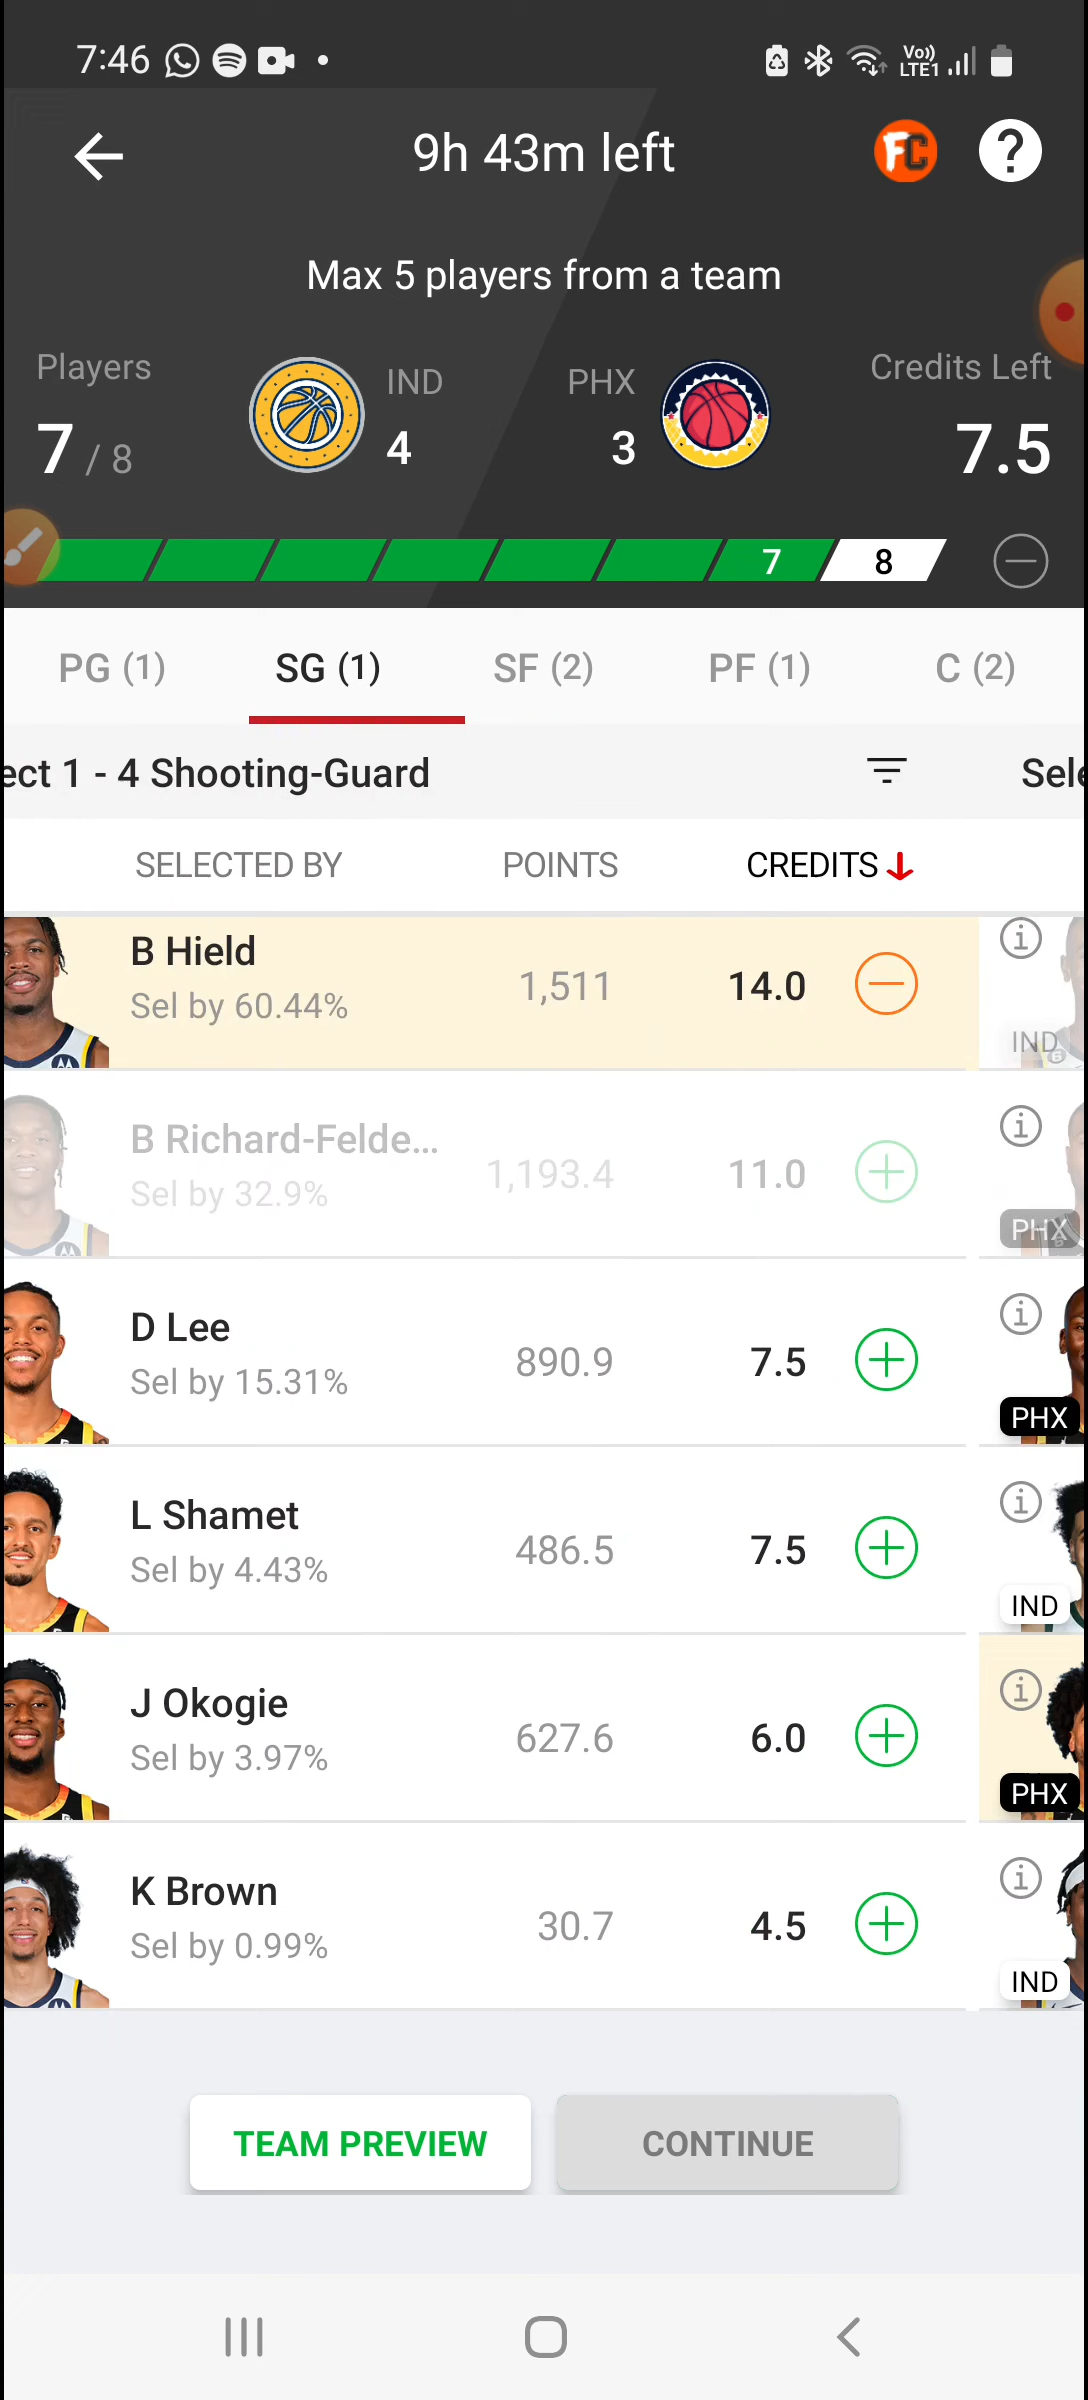 7:46
Vo)) LTE1
9h 43m left
FC
?
Max 5 players from a team
Players
IND
PHX
Credits Left
7 / 8
4
3
7.5
7
8
PG (1)
SG (1)
SF (2)
PF (1)
C (2)
ect 1 - 4 Shooting-Guard
Sele
SELECTED BY
POINTS
CREDITS
B Hield
Sel by 60.44%
1,511
14.0
IND
B Richard-Felde...
Sel by 32.9%
1,193.4
11.0
PHX
D Lee
Sel by 15.31%
890.9
7.5
PHX
L Shamet
Sel by 4.43%
486.5
7.5
IND
J Okogie
Sel by 3.97%
627.6
6.0
PHX
K Brown
Sel by 0.99%
30.7
4.5
IND
TEAM PREVIEW
CONTINUE